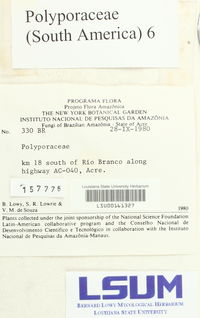 Polyporaceae
(South America) 6
PROGRAMA FLORA
Projeto Flora Amazônica
THE NEW YORK BOTANICAL GARDEN
INSTITUTO NACIONAL DE PESQUISAS DA AMAZÔNIA
Fungi of Brazilian Amazônia - State of Acre
No. 330 BR 28-IX-1980
Polyporaceae
km 18 south of Rio Branco along
highway AC-040, Acre.
157775
Louisiana State University Herbarium
LSU00141327
B. Lowy, S. R. Lowrie & 1980
V. M. de Souza
Plants collected under the joint sponsorship of the National Science Foundation
Latin-American collaborative program and the Conselho Nacional de
Desenvolvimento Científico e Tecnológico in collaboration with the Instituto
Nacional de Pesquisas da Amazônia-Manaus.
LSUM
BERNARD LOWY MYCOLOGICAL HERBARIUM
LOUISIANA STATE UNIVERSITY